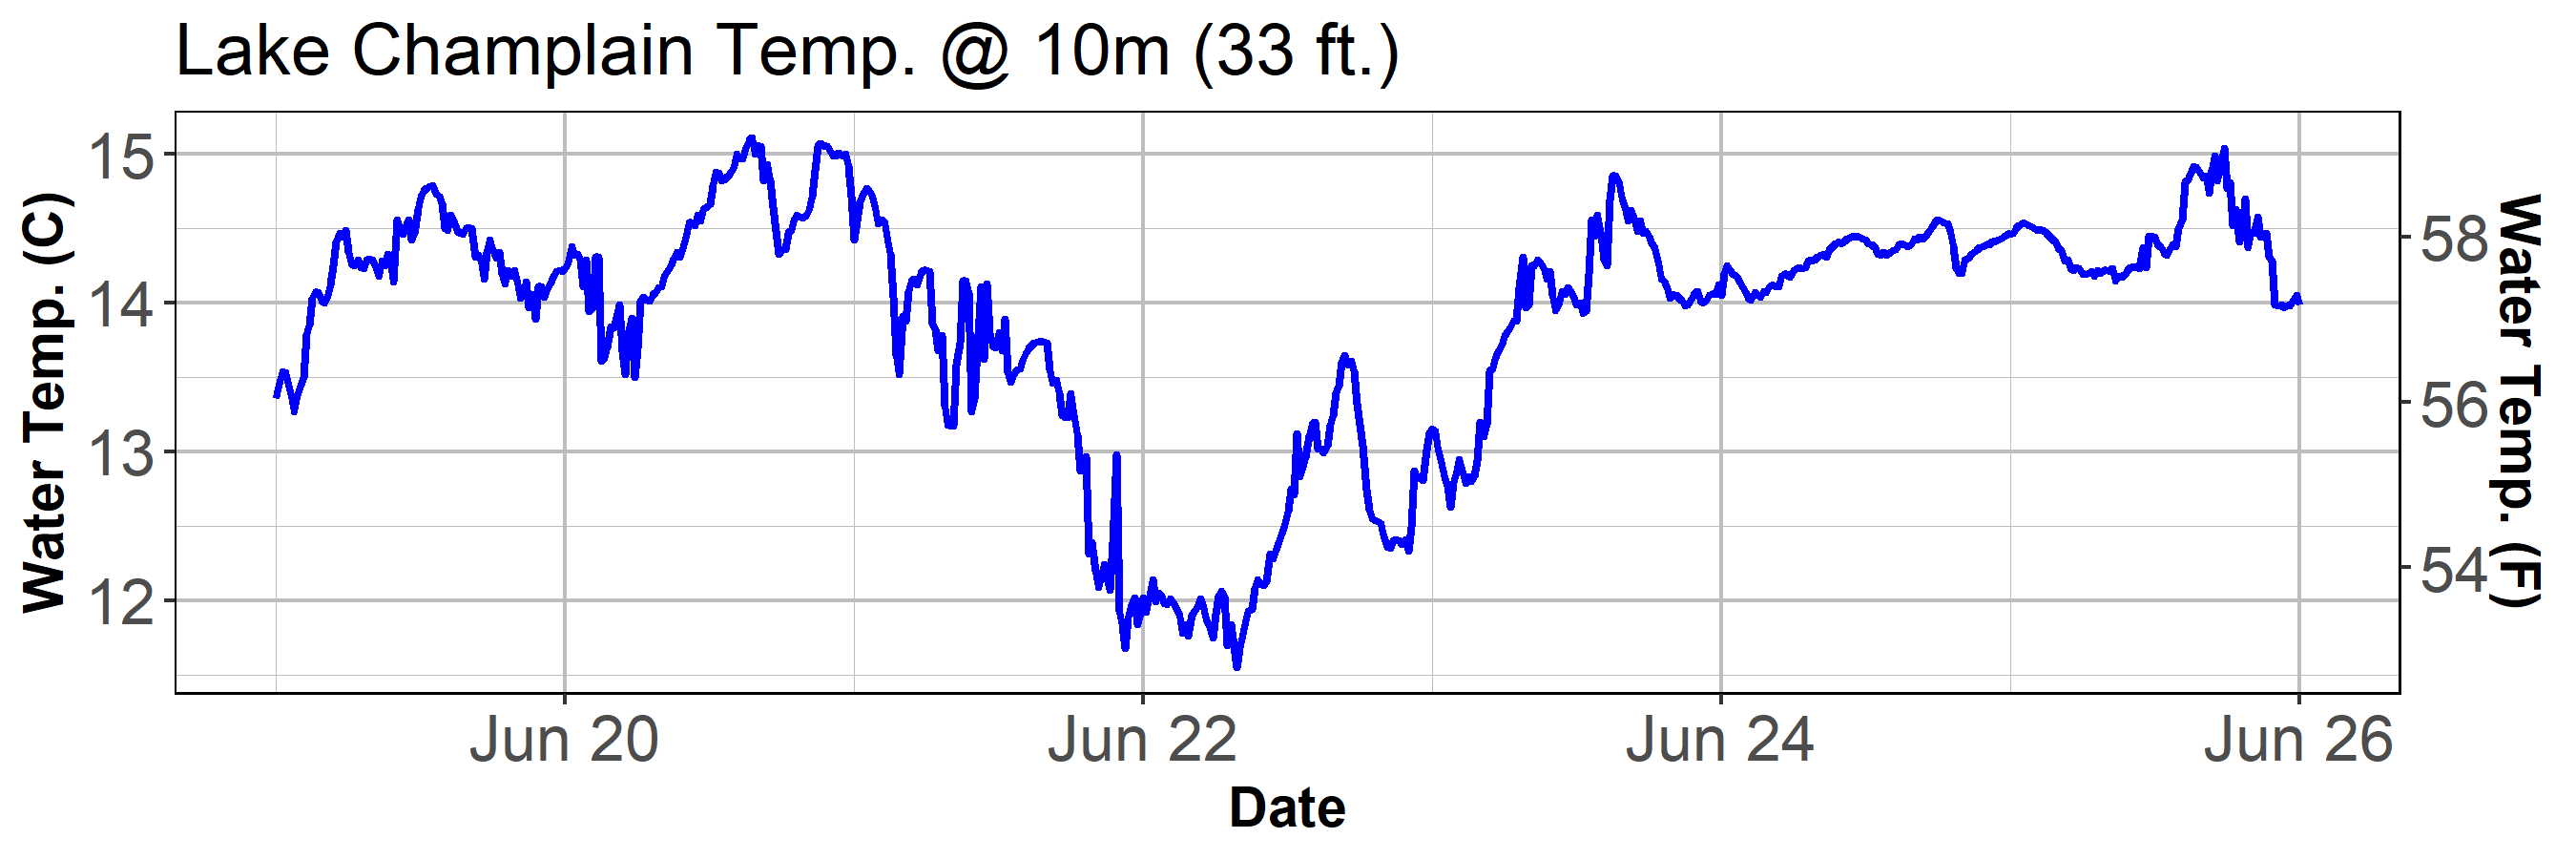 Lake Champlain Temp. @ 10m (33 ft.)
Water Temp. (C)
15
14
13
12
58
56
54
Water Temp. (F)
Jun 20
Jun 22
Jun 24
Jun 26
Date